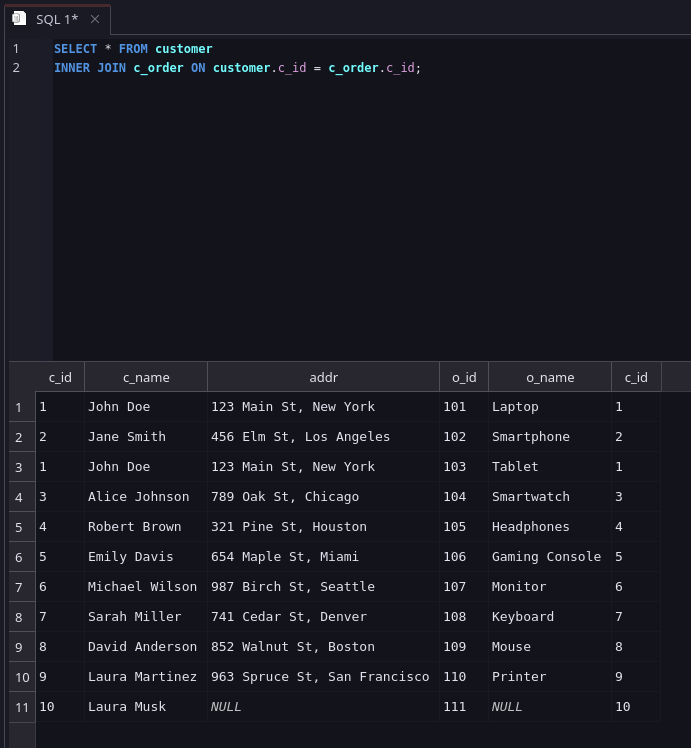 SQL 1*
1 SELECT * FROM customer
2 INNER JOIN c_order ON customer.c_id = c_order.c_id;
c_id c_name addr o_id o_name c_id
1 1 John Doe 123 Main St, New York 101 Laptop 1
2 2 Jane Smith 456 Elm St, Los Angeles 102 Smartphone 2
3 1 John Doe 123 Main St, New York 103 Tablet 1
4 3 Alice Johnson 789 Oak St, Chicago 104 Smartwatch 3
5 4 Robert Brown 321 Pine St, Houston 105 Headphones 4
6 5 Emily Davis 654 Maple St, Miami 106 Gaming Console 5
7 6 Michael Wilson 987 Birch St, Seattle 107 Monitor 6
8 7 Sarah Miller 741 Cedar St, Denver 108 Keyboard 7
9 8 David Anderson 852 Walnut St, Boston 109 Mouse 8
10 9 Laura Martinez 963 Spruce St, San Francisco 110 Printer 9
11 10 Laura Musk NULL 111 NULL 10